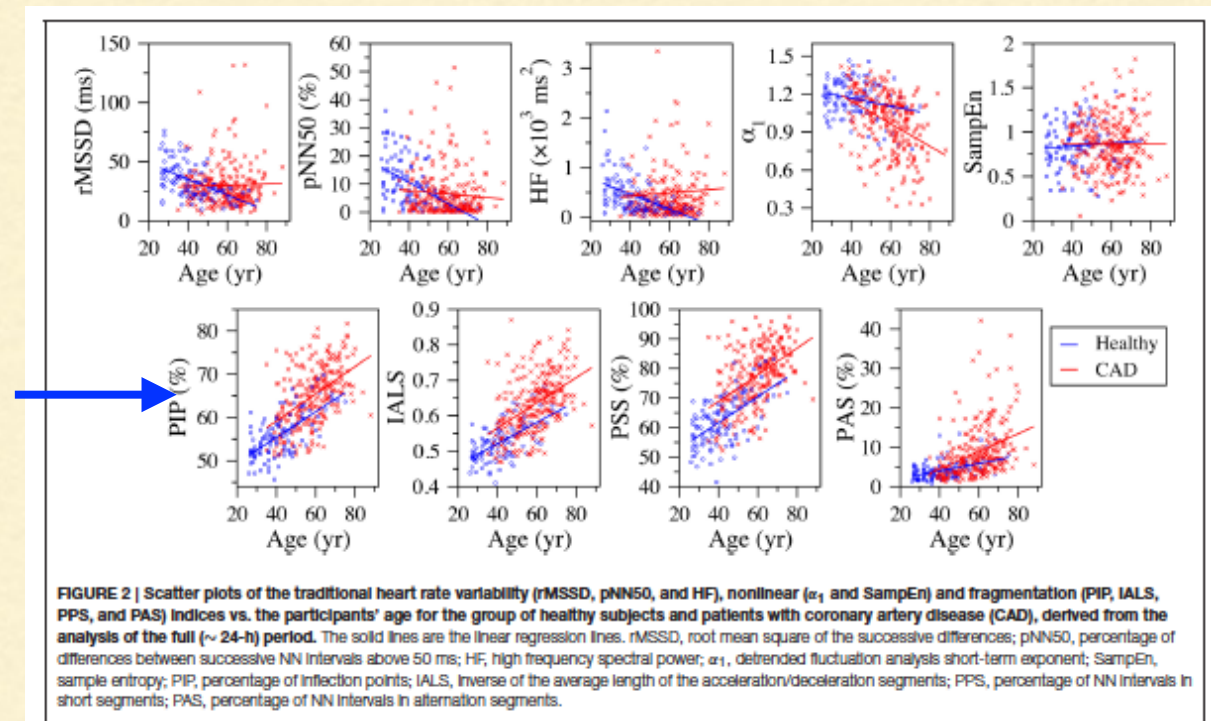 150
100
50
0
rMSSD (ms)
20 40 60 80
Age (yr)
60
50
40
30
20
10
0
pNN50 (%)
20 40 60 80
Age (yr)
3
2
1
0
HF (×10³ ms²)
20 40 60 80
Age (yr)
1.5
1.2
0.9
0.6
0.3
α₁
20 40 60 80
Age (yr)
2
1.5
1
0.5
0
SampEn
20 40 60 80
Age (yr)
80
70
60
50
PIP (%)
20 40 60 80
Age (yr)
0.9
0.8
0.7
0.6
0.5
0.4
IALS
20 40 60 80
Age (yr)
100
90
80
70
60
50
40
PSS (%)
20 40 60 80
Age (yr)
40
30
20
10
0
PAS (%)
20 40 60 80
Age (yr)
Healthy
CAD
FIGURE 2 | Scatter plots of the traditional heart rate variability (rMSSD, pNN50, and HF), nonlinear (α₁ and SampEn) and fragmentation (PIP, IALS,
PPS, and PAS) indices vs. the participants' age for the group of healthy subjects and patients with coronary artery disease (CAD), derived from the
analysis of the full (∼ 24-h) period. The solid lines are the linear regression lines. rMSSD, root mean square of the successive differences; pNN50, percentage of
differences between successive NN intervals above 50 ms; HF, high frequency spectral power; α₁, detrended fluctuation analysis short-term exponent; SampEn,
sample entropy; PIP, percentage of inflection points; IALS, inverse of the average length of the acceleration/deceleration segments; PPS, percentage of NN intervals in
short segments; PAS, percentage of NN intervals in alternation segments.